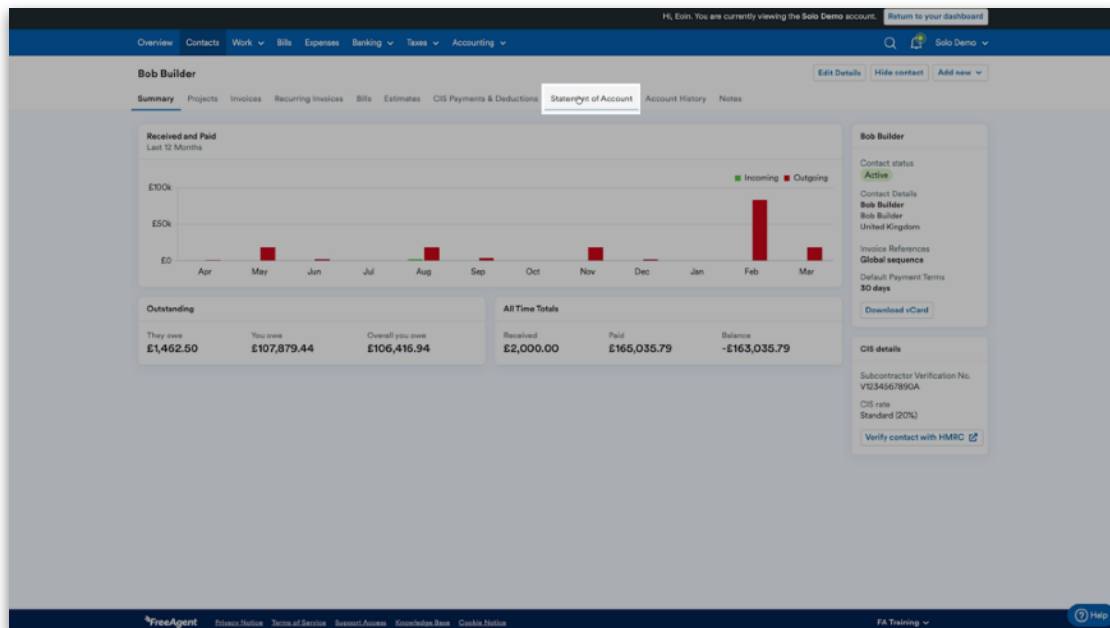 Hi, Eoin. You are currently viewing the Solo Demo account. Return to your dashboard
Overview Contacts Work Bills Expenses Banking Taxes Accounting Solo Demo
Bob Builder Edit Details Hide contact Add new
Summary Projects Invoices Recurring Invoices Bills Estimates CIS Payments & Deductions Statement of Account Account History Notes
Received and Paid
Last 12 Months
Incoming Outgoing
£100k
£50k
£0
Apr May Jun Jul Aug Sep Oct Nov Dec Jan Feb Mar
Outstanding
They owe You owe Overall you owe
£1,462.50 £107,879.44 £106,416.94
All Time Totals
Received Paid Balance
£2,000.00 £165,035.79 -£163,035.79
Bob Builder
Contact status
Active
Contact Details
Bob Builder
Bob Builder
United Kingdom
Invoice References
Global sequence
Default Payment Terms
30 days
Download vCard
CIS details
Subcontractor Verification No.
V1234567890A
CIS rate
Standard (20%)
Verify contact with HMRC
Help
FreeAgent Privacy Notice Terms of Service Support Access Knowledge Base Cookie Notice FA Training